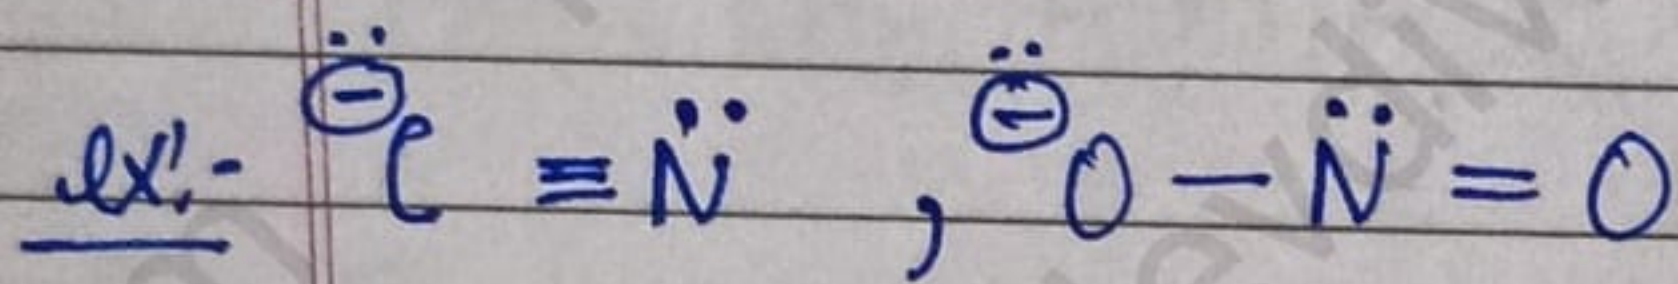 ex:- ⊖C̈ ≡ N̈ , ⊖Ö - N̈ = O